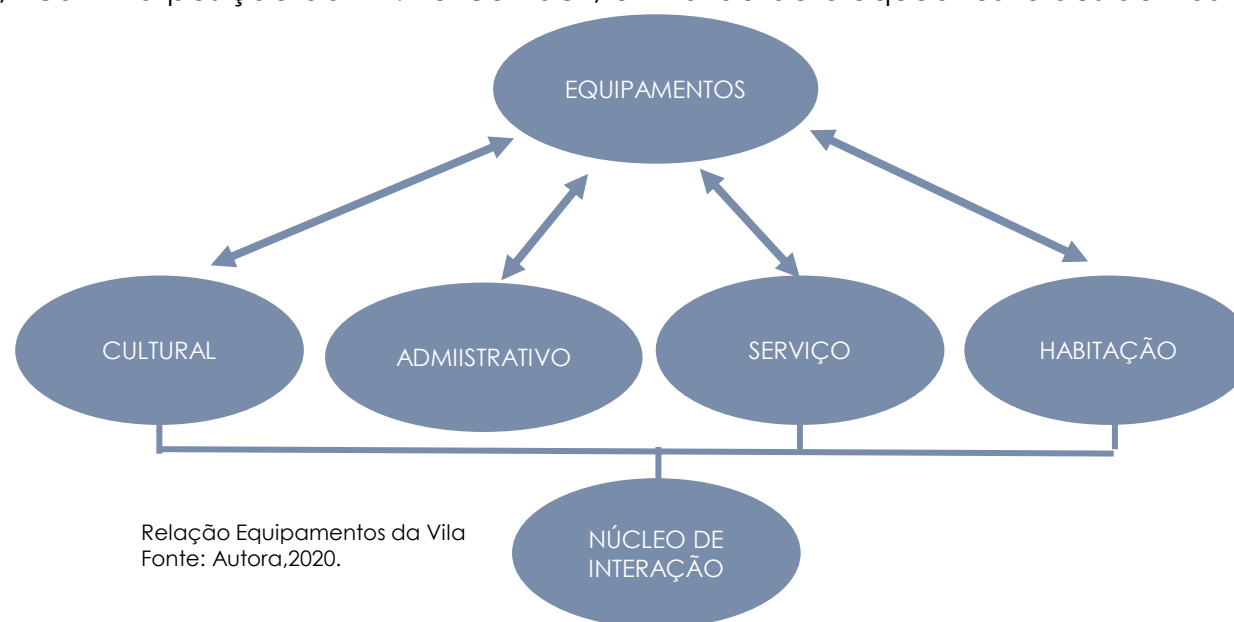 EQUIPAMENTOS
CULTURAL
ADMIISTRATIVO
SERVIÇO
HABITAÇÃO
Relação Equipamentos da Vila
Fonte: Autora,2020.
NÚCLEO DE
INTERAÇÃO